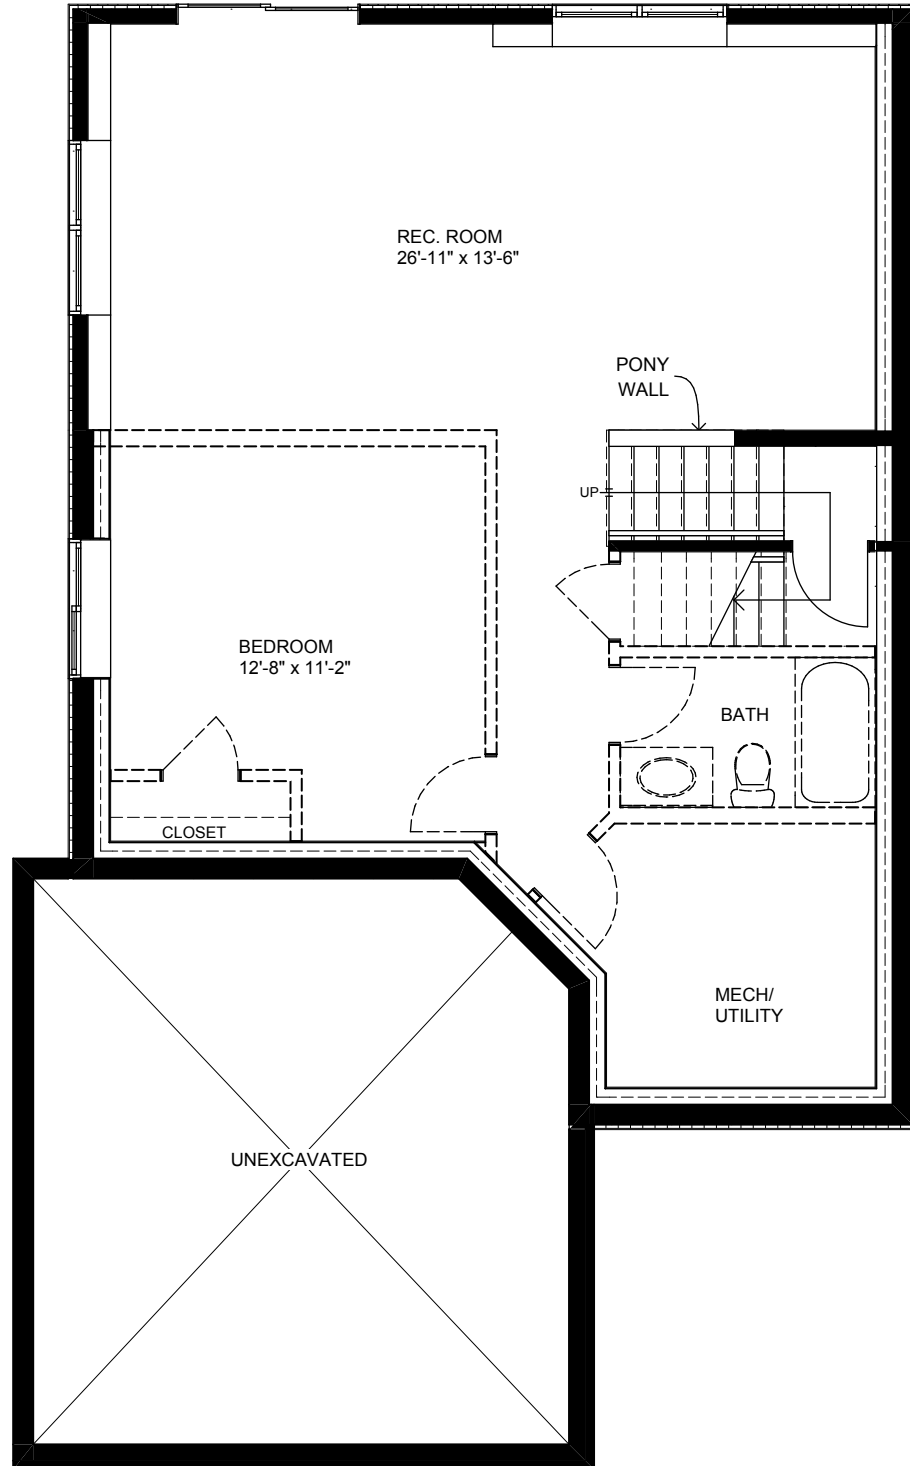 REC. ROOM
26'-11" x 13'-6"
PONY
WALL
UP
BEDROOM
12'-8" x 11'-2"
BATH
CLOSET
MECH/
UTILITY
UNEXCAVATED